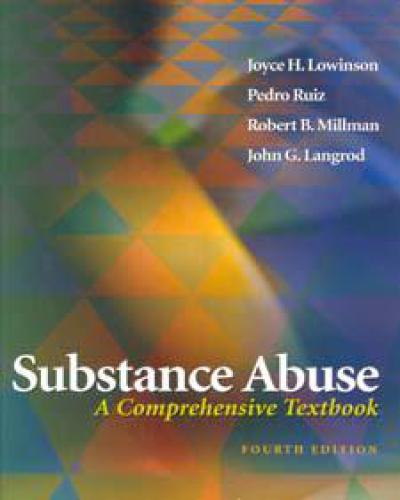 Joyce H. Lowinson
Pedro Ruiz
Robert B. Millman
John G. Langrod
Substance Abuse
A Comprehensive Textbook
FOURTH EDITION